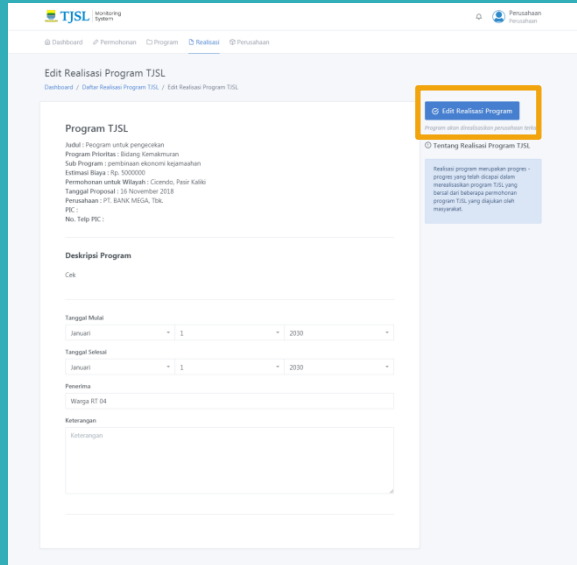 TJSL Monitoring System
Perusahaan
Perusahaan
Dashboard Permohonan Program Realisasi Perusahaan
Edit Realisasi Program TJSL
Dashboard / Daftar Realisasi Program TJSL / Edit Realisasi Program TJSL
Edit Realisasi Program
Program akan direalisasikan perusahaan
Tentang Realisasi Program TJSL
Realisasi program merupakan progres -
progres yang telah dicapai dalam
merealisasikan program TJSL yang
berasal dari beberapa permohonan
program TJSL yang diajukan oleh
masyarakat.
Program TJSL
Judul : Peogram untuk pengecekan
Program Prioritas : Bidang Kemakmuran
Sub Program : pembinaan ekonomi kejamaahan
Estimasi Biaya : Rp. 5000000
Permohonan untuk Wilayah : Cicendo, Pasir Kaliki
Tanggal Proposal : 16 November 2018
Perusahaan : PT. BANK MEGA, Tbk.
PIC :
No. Telp PIC :
Deskripsi Program
Cek
Tanggal Mulai
Januari 1 2030
Tanggal Selesai
Januari 1 2030
Penerima
Warga RT 04
Keterangan
Keterangan